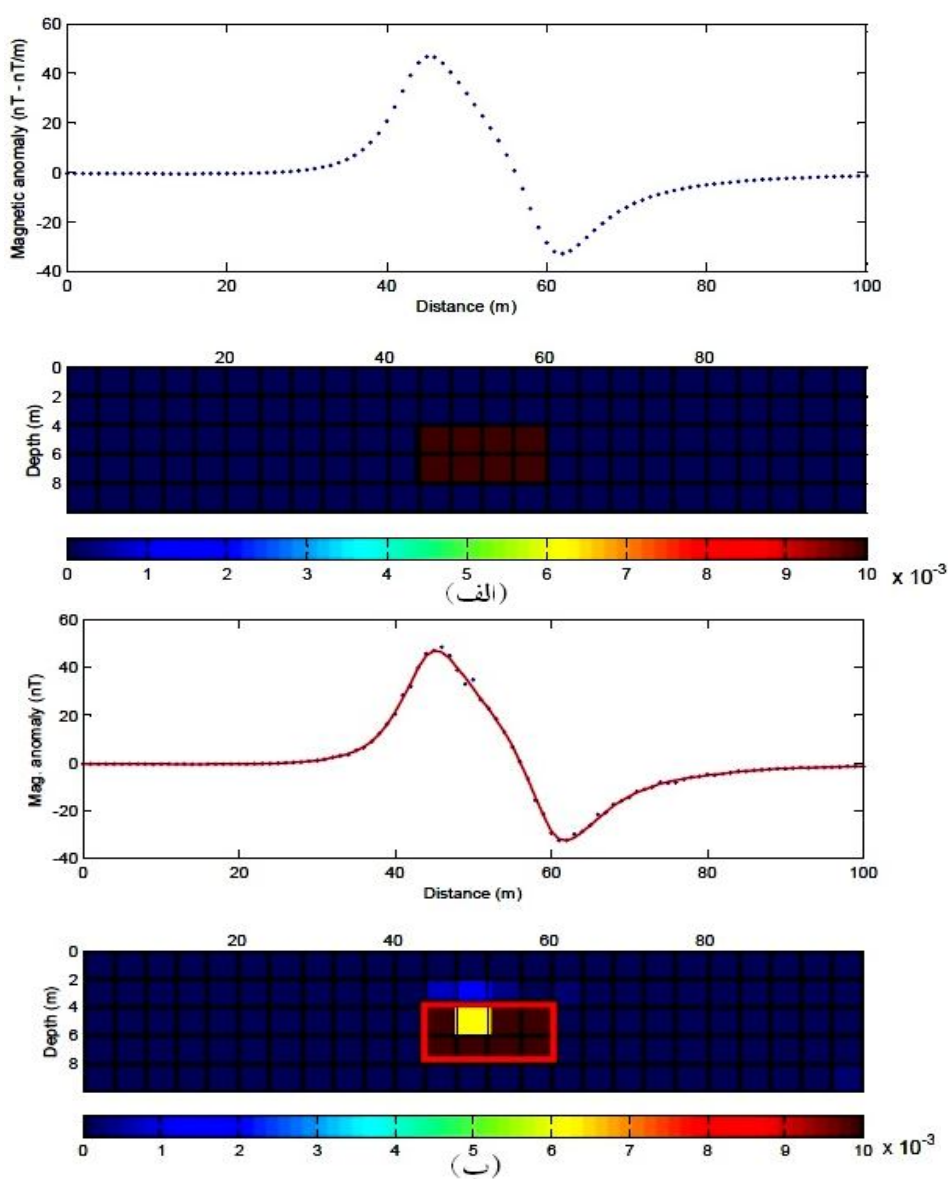 60
40
20
0
-20
-40
Magnetic anomaly (nT - nT/m)
0 20 40 60 80 100
Distance (m)
20 40 60 80
0
2
4
6
8
Depth (m)
0 1 2 3 4 5 6 7 8 9 10 x 10⁻³
(الف)
60
40
20
0
-20
-40
Mag. anomaly (nT)
0 20 40 60 80 100
Distance (m)
20 40 60 80
0
2
4
6
8
Depth (m)
0 1 2 3 4 5 6 7 8 9 10 x 10⁻³
(ب)